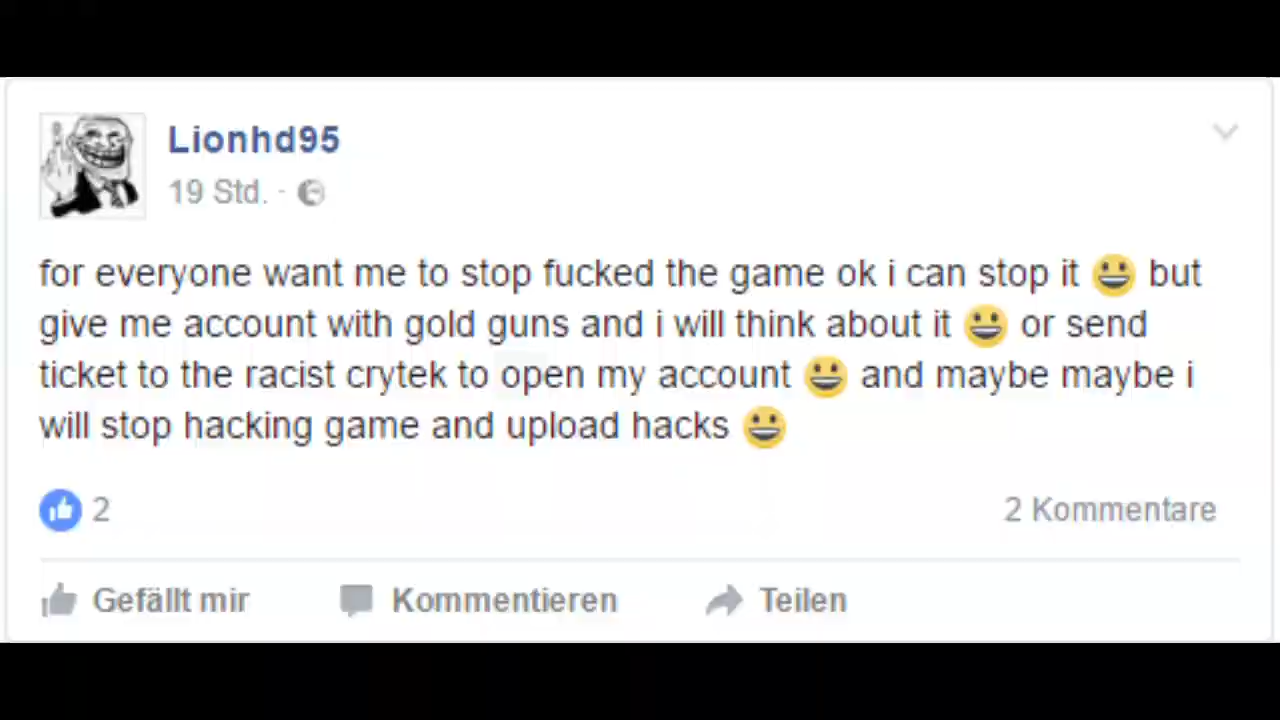 Lionhd95
19 Std. ·
for everyone want me to stop fucked the game ok i can stop it 😀 but
give me account with gold guns and i will think about it 😀 or send
ticket to the racist crytek to open my account 😀 and maybe maybe i
will stop hacking game and upload hacks 😀
2
2 Kommentare
Gefällt mir
Kommentieren
Teilen